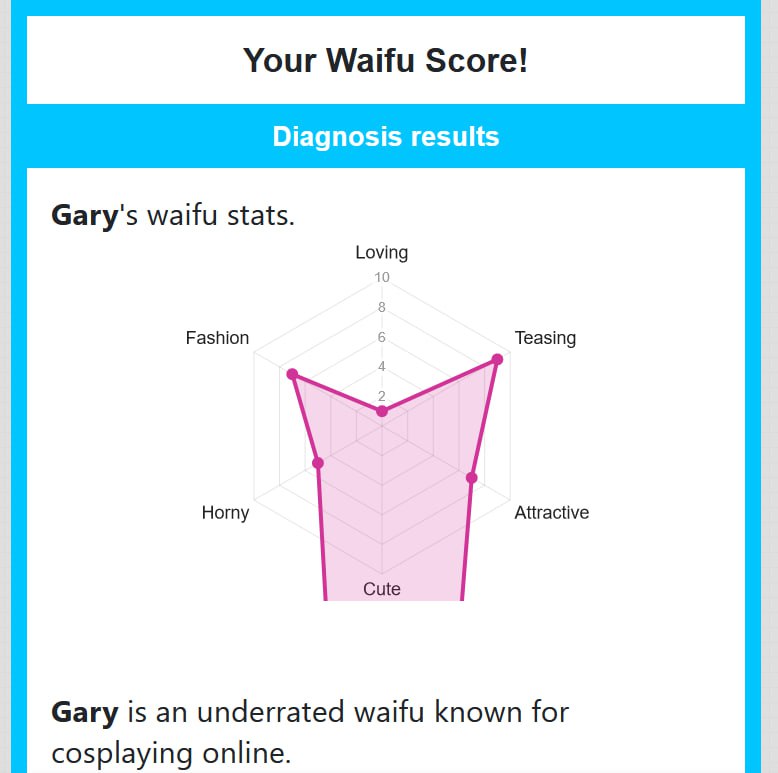 Your Waifu Score!
Diagnosis results
Gary's waifu stats.
Loving
10
8
Fashion
6
Teasing
4
2
Horny
Attractive
Cute
Gary is an underrated waifu known for
cosplaying online.